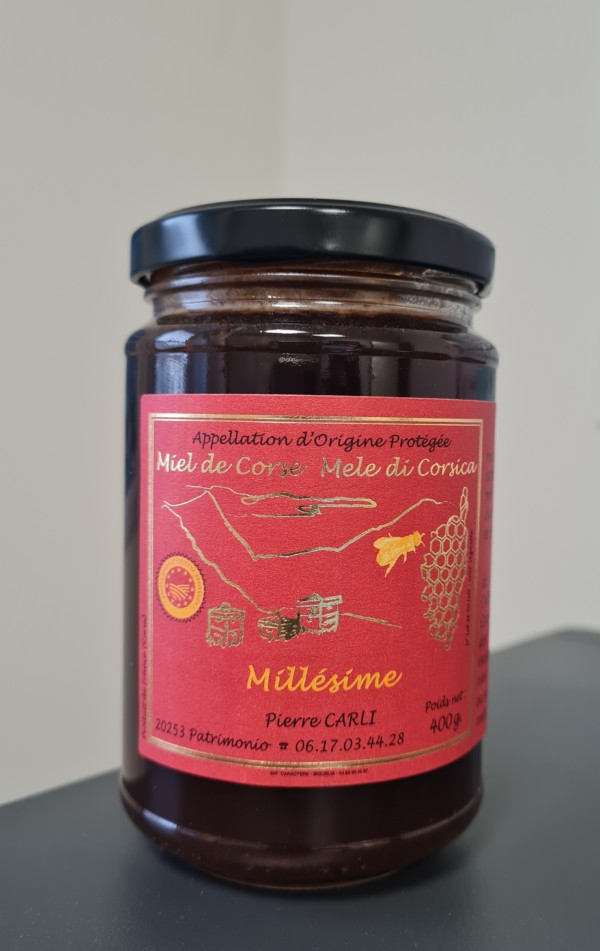 Appellation d'Origine Protégée
Miel de Corse Mele di Corsica
Millésime
Pierre CARLI
Poids net
400g.
20253 Patrimonio ☎ 06.17.03.44.28